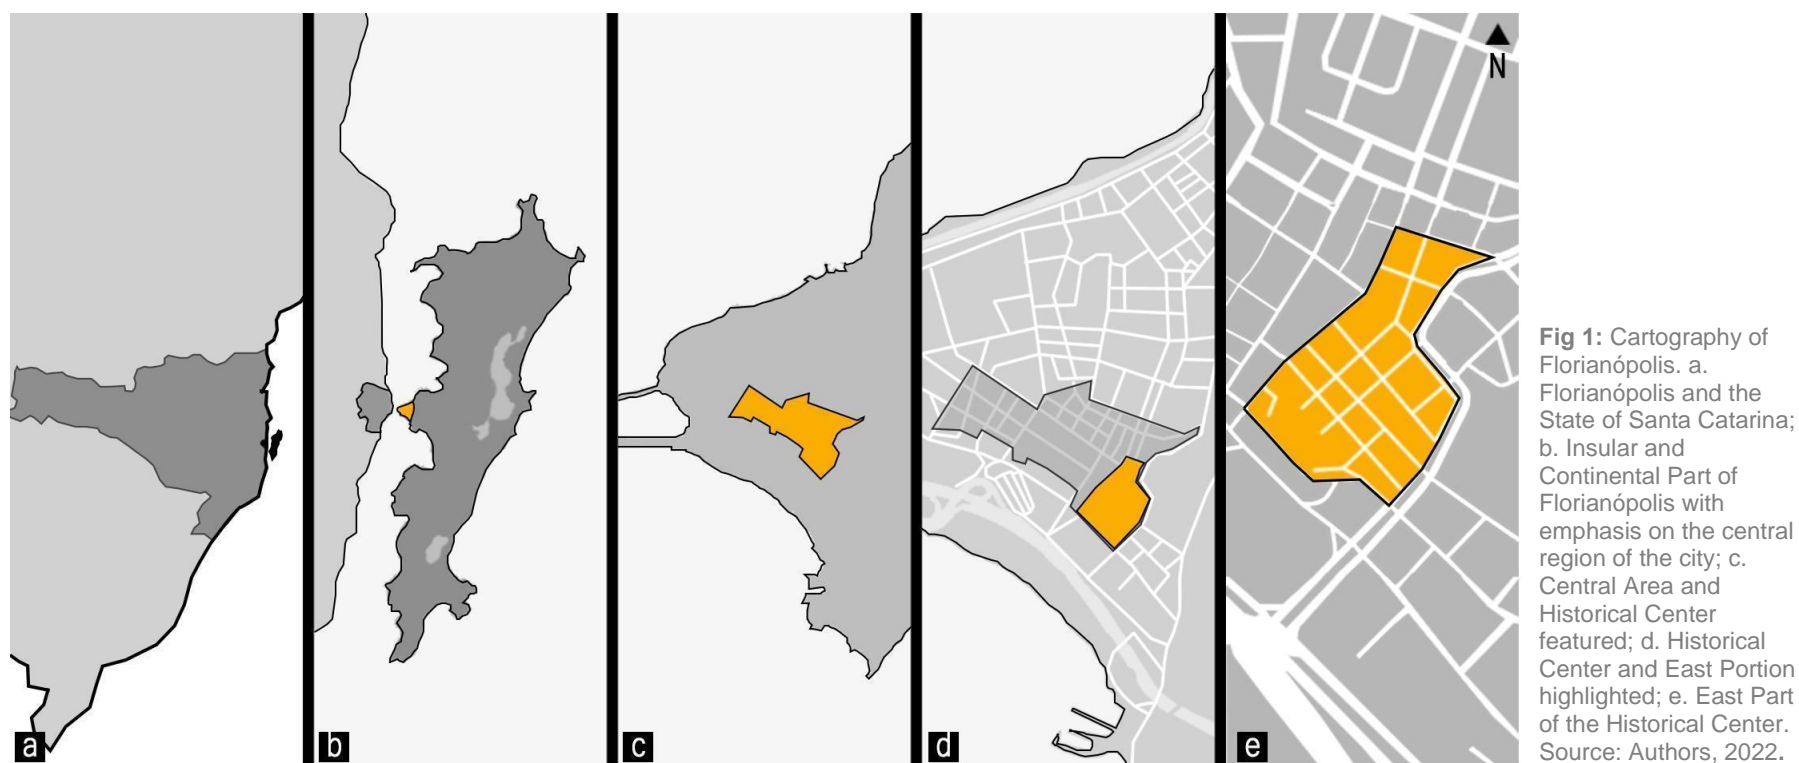 N
a
b
c
d
e
Fig 1: Cartography of
Florianópolis. a.
Florianópolis and the
State of Santa Catarina;
b. Insular and
Continental Part of
Florianópolis with
emphasis on the central
region of the city; c.
Central Area and
Historical Center
featured; d. Historical
Center and East Portion
highlighted; e. East Part
of the Historical Center.
Source: Authors, 2022.